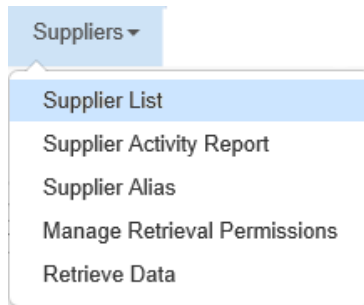 Suppliers
Supplier List
Supplier Activity Report
Supplier Alias
Manage Retrieval Permissions
Retrieve Data